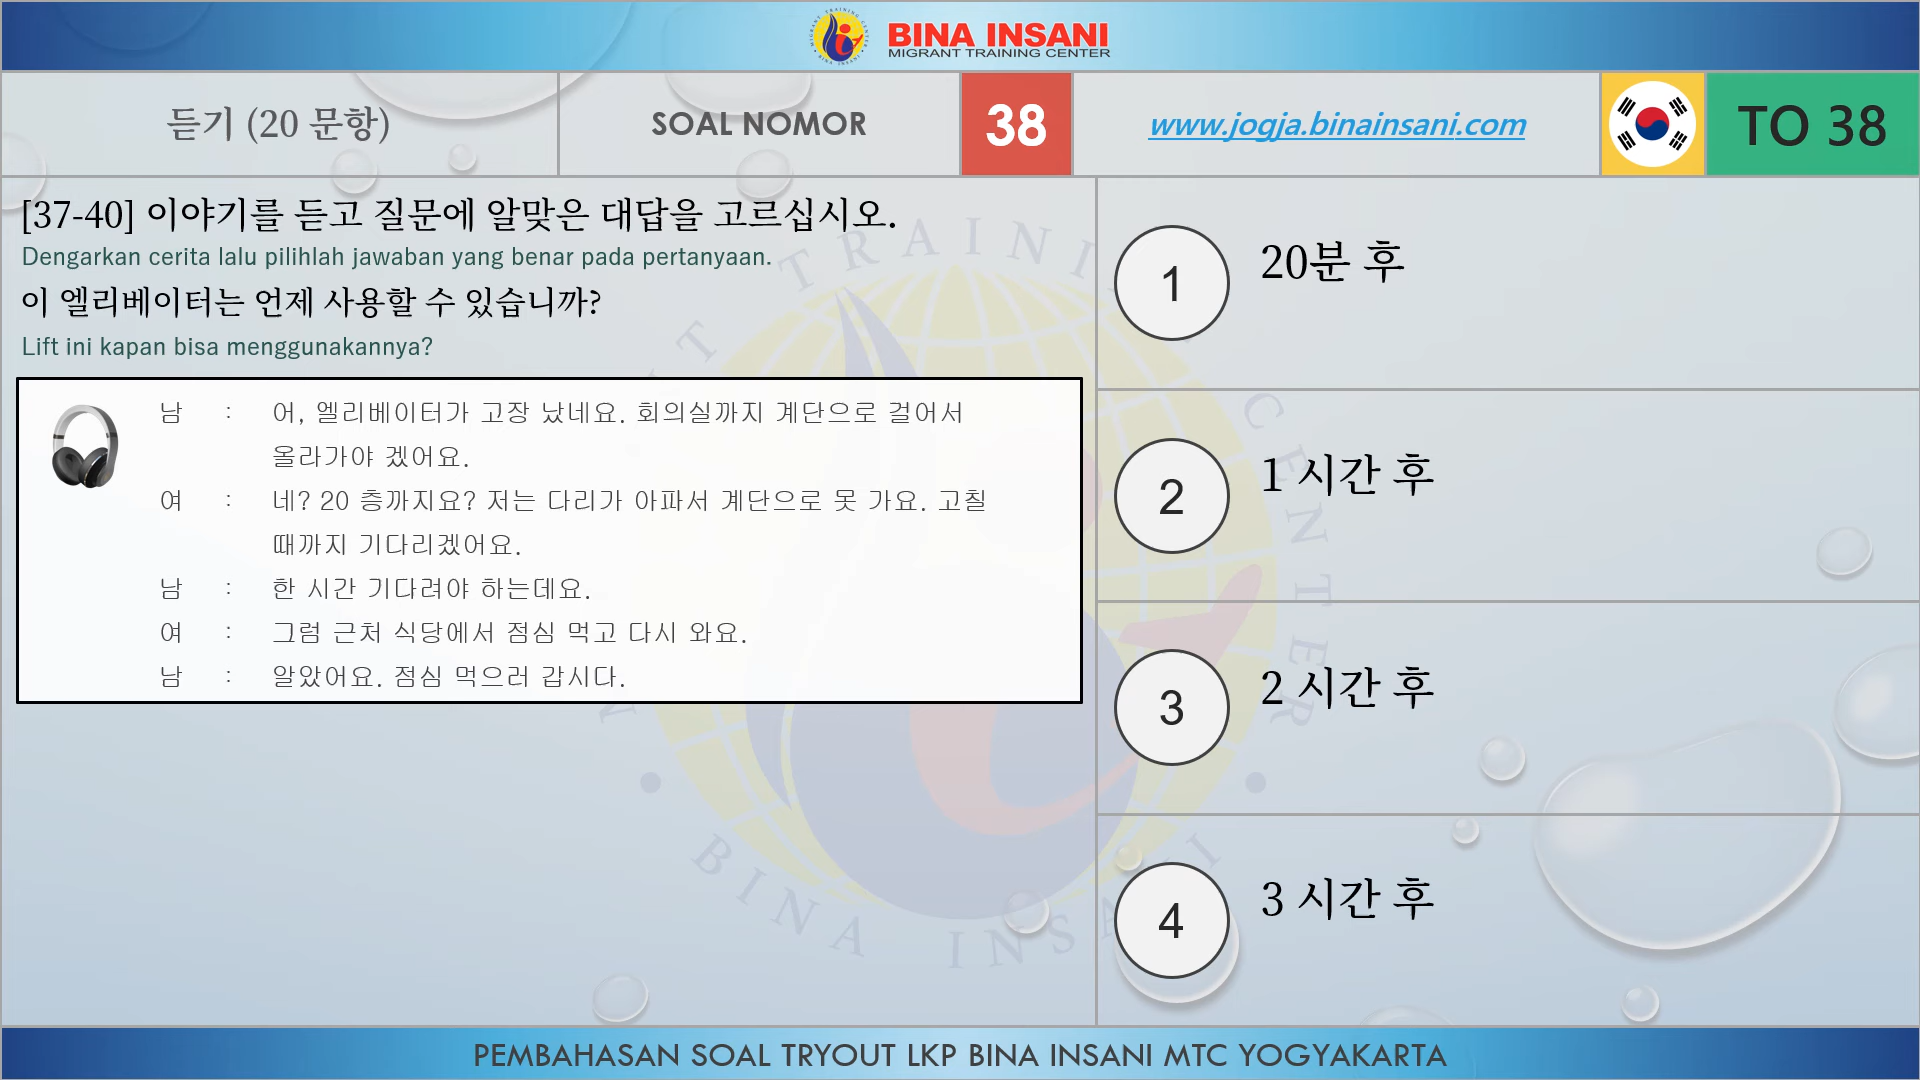 BINA INSANI
MIGRANT TRAINING CENTER
듣기 (20 문항)
SOAL NOMOR
38
www.jogja.binainsani.com
TO 38
[37-40] 이야기를 듣고 질문에 알맞은 대답을 고르십시오.
Dengarkan cerita lalu pilihlah jawaban yang benar pada pertanyaan.
이 엘리베이터는 언제 사용할 수 있습니까?
Lift ini kapan bisa menggunakannya?
남 : 어, 엘리베이터가 고장 났네요. 회의실까지 계단으로 걸어서
올라가야 겠어요.
여 : 네? 20 층까지요? 저는 다리가 아파서 계단으로 못 가요. 고칠
때까지 기다리겠어요.
남 : 한 시간 기다려야 하는데요.
여 : 그럼 근처 식당에서 점심 먹고 다시 와요.
남 : 알았어요. 점심 먹으러 갑시다.
1 20분 후
2 1 시간 후
3 2 시간 후
4 3 시간 후
PEMBAHASAN SOAL TRYOUT LKP BINA INSANI MTC YOGYAKARTA